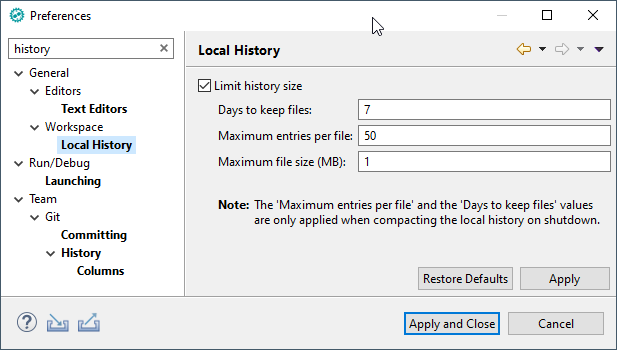 Preferences
history
General
Editors
Text Editors
Workspace
Local History
Run/Debug
Launching
Team
Git
Committing
History
Columns
Local History
Limit history size
Days to keep files: 7
Maximum entries per file: 50
Maximum file size (MB): 1
Note: The 'Maximum entries per file' and the 'Days to keep files' values
are only applied when compacting the local history on shutdown.
Restore Defaults Apply
Apply and Close Cancel